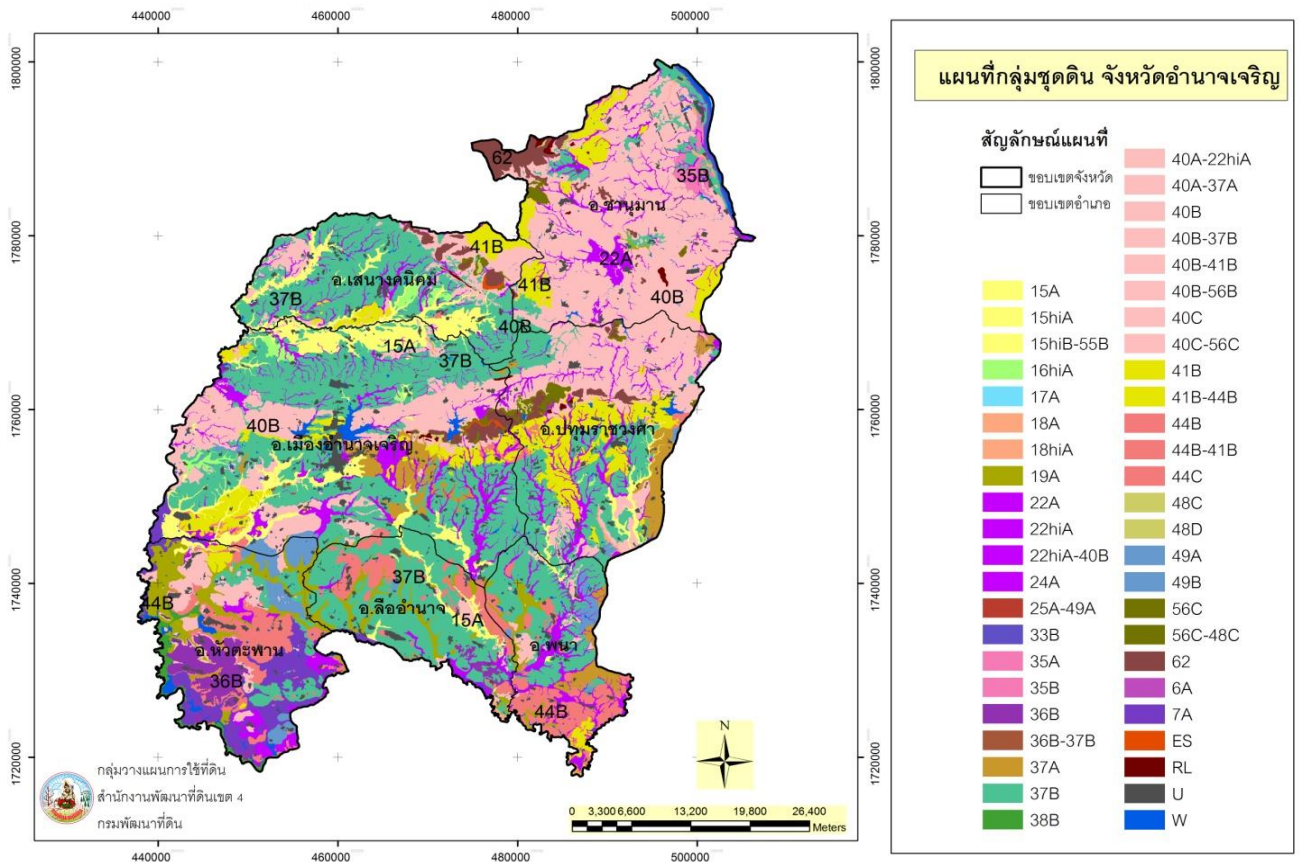 440000 460000 480000 500000
1800000 1800000
1780000 1780000
1760000 1760000
1740000 1740000
1720000 1720000
62
35B
อ.ชานุมาน
41B
22A
อ.เสนางคนิคม
41B
37B
40B
40B
15A
37B
40B
อ.ปทุมราชวงศา
อ.เมืองอำนาจเจริญ
37B
44B
อ.ลืออำนาจ
15A
อ.หัวตะพาน
อ.พนา
36B
44B
N
กลุ่มวางแผนการใช้ที่ดิน
สำนักงานพัฒนาที่ดินเขต 4
กรมพัฒนาที่ดิน
0 3,300 6,600 13,200 19,800 26,400
Meters
440000 460000 480000 500000
แผนที่กลุ่มชุดดิน จังหวัดอำนาจเจริญ
สัญลักษณ์แผนที่
ขอบเขตจังหวัด
ขอบเขตอำเภอ
15A
15hiA
15hiB-55B
16hiA
17A
18A
18hiA
19A
22A
22hiA
22hiA-40B
24A
25A-49A
33B
35A
35B
36B
36B-37B
37A
37B
38B
40A-22hiA
40A-37A
40B
40B-37B
40B-41B
40B-56B
40C
40C-56C
41B
41B-44B
44B
44B-41B
44C
48C
48D
49A
49B
56C
56C-48C
62
6A
7A
ES
RL
U
W